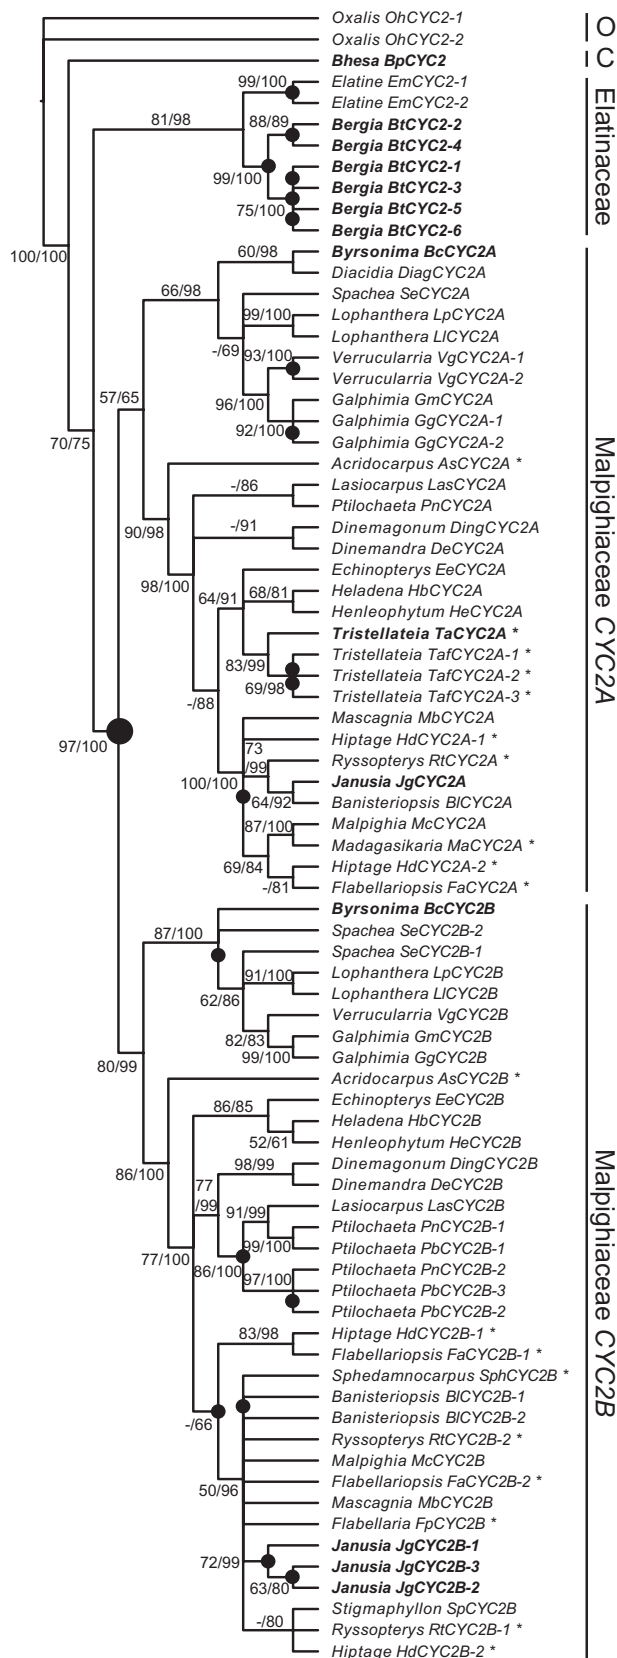 Oxalis OhCYC2-1
O
Oxalis OhCYC2-2
Bhesa BpCYC2
C
99/100
Elatine EmCYC2-1
Elatine EmCYC2-2
81/98
88/89
Bergia BtCYC2-2
Bergia BtCYC2-4
Bergia BtCYC2-1
99/100
Bergia BtCYC2-3
75/100
Bergia BtCYC2-5
Bergia BtCYC2-6
Elatinaceae
100/100
60/98
Byrsonima BcCYC2A
Diacidia DiagCYC2A
66/98
Spachea SeCYC2A
99/100
Lophanthera LpCYC2A
Lophanthera LlCYC2A
-/69
93/100
Verrucularria VgCYC2A-1
Verrucularria VgCYC2A-2
57/65
96/100
Galphimia GmCYC2A
Galphimia GgCYC2A-1
92/100
Galphimia GgCYC2A-2
70/75
Acridocarpus AsCYC2A *
-/86
Lasiocarpus LasCYC2A
Ptilochaeta PnCYC2A
90/98
-/91
Dinemagonum DingCYC2A
Dinemandra DeCYC2A
98/100
Echinopterys EeCYC2A
64/91
68/81
Heladena HbCYC2A
Henleophytum HeCYC2A
Tristellateia TaCYC2A *
83/99
Tristellateia TafCYC2A-1 *
69/98
Tristellateia TafCYC2A-2 *
Tristellateia TafCYC2A-3 *
-/88
Mascagnia MbCYC2A
97/100
73
/99
Hiptage HdCYC2A-1 *
Ryssopterys RtCYC2A *
100/100
Janusia JgCYC2A
64/92
Banisteriopsis BlCYC2A
87/100
Malpighia McCYC2A
Madagasikaria MaCYC2A *
69/84
Hiptage HdCYC2A-2 *
-/81
Flabellariopsis FaCYC2A *
Malpighiaceae CYC2A
Byrsonima BcCYC2B
87/100
Spachea SeCYC2B-2
Spachea SeCYC2B-1
91/100
Lophanthera LpCYC2B
62/86
Lophanthera LlCYC2B
Verrucularria VgCYC2B
82/83
Galphimia GmCYC2B
99/100
Galphimia GgCYC2B
80/99
Acridocarpus AsCYC2B *
86/85
Echinopterys EeCYC2B
Heladena HbCYC2B
52/61
Henleophytum HeCYC2B
86/100
98/99
Dinemagonum DingCYC2B
77
/99
Dinemandra DeCYC2B
91/99
Lasiocarpus LasCYC2B
Ptilochaeta PnCYC2B-1
99/100
Ptilochaeta PbCYC2B-1
77/100
86/100
97/100
Ptilochaeta PnCYC2B-2
Ptilochaeta PbCYC2B-3
Ptilochaeta PbCYC2B-2
83/98
Hiptage HdCYC2B-1 *
Flabellariopsis FaCYC2B-1 *
Sphedamnocarpus SphCYC2B *
Banisteriopsis BlCYC2B-1
-/66
Banisteriopsis BlCYC2B-2
Ryssopterys RtCYC2B-2 *
Malpighia McCYC2B
50/96
Flabellariopsis FaCYC2B-2 *
Mascagnia MbCYC2B
Flabellaria FpCYC2B *
Janusia JgCYC2B-1
72/99
Janusia JgCYC2B-3
63/80
Janusia JgCYC2B-2
Stigmaphyllon SpCYC2B
-/80
Ryssopterys RtCYC2B-1 *
Hiptage HdCYC2B-2 *
Malpighiaceae CYC2B